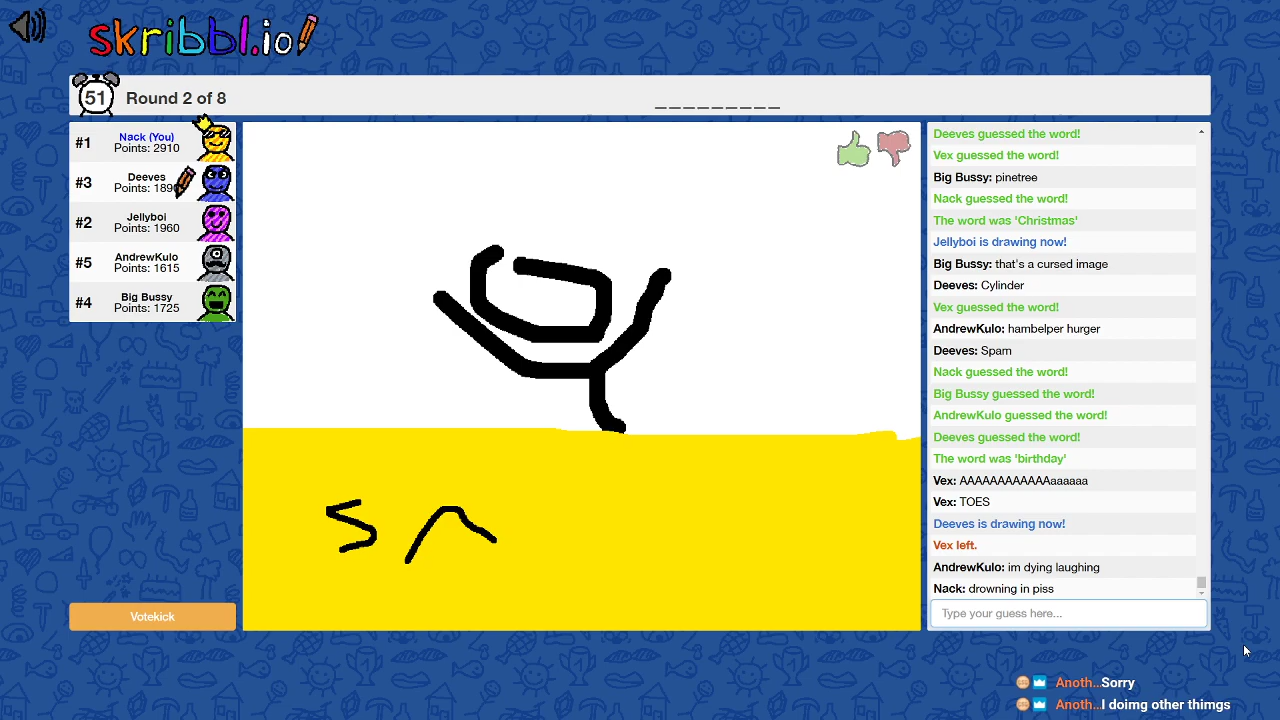 skribbl.io
51
Round 2 of 8
_________
#1
Nack (You)
Points: 2910
#3
Deeves
Points: 1890
#2
Jellyboi
Points: 1960
#5
AndrewKulo
Points: 1615
#4
Big Bussy
Points: 1725
Votekick
S
Deeves guessed the word!
Vex guessed the word!
Big Bussy: pinetree
Nack guessed the word!
The word was 'Christmas'
Jellyboi is drawing now!
Big Bussy: that's a cursed image
Deeves: Cylinder
Vex guessed the word!
AndrewKulo: hambelper hurger
Deeves: Spam
Nack guessed the word!
Big Bussy guessed the word!
AndrewKulo guessed the word!
Deeves guessed the word!
The word was 'birthday'
Vex: AAAAAAAAAAAAaaaaaa
Vex: TOES
Deeves is drawing now!
Vex left.
AndrewKulo: im dying laughing
Nack: drowning in piss
Type your guess here...
Anoth...Sorry
Anoth...I doimg other thimgs